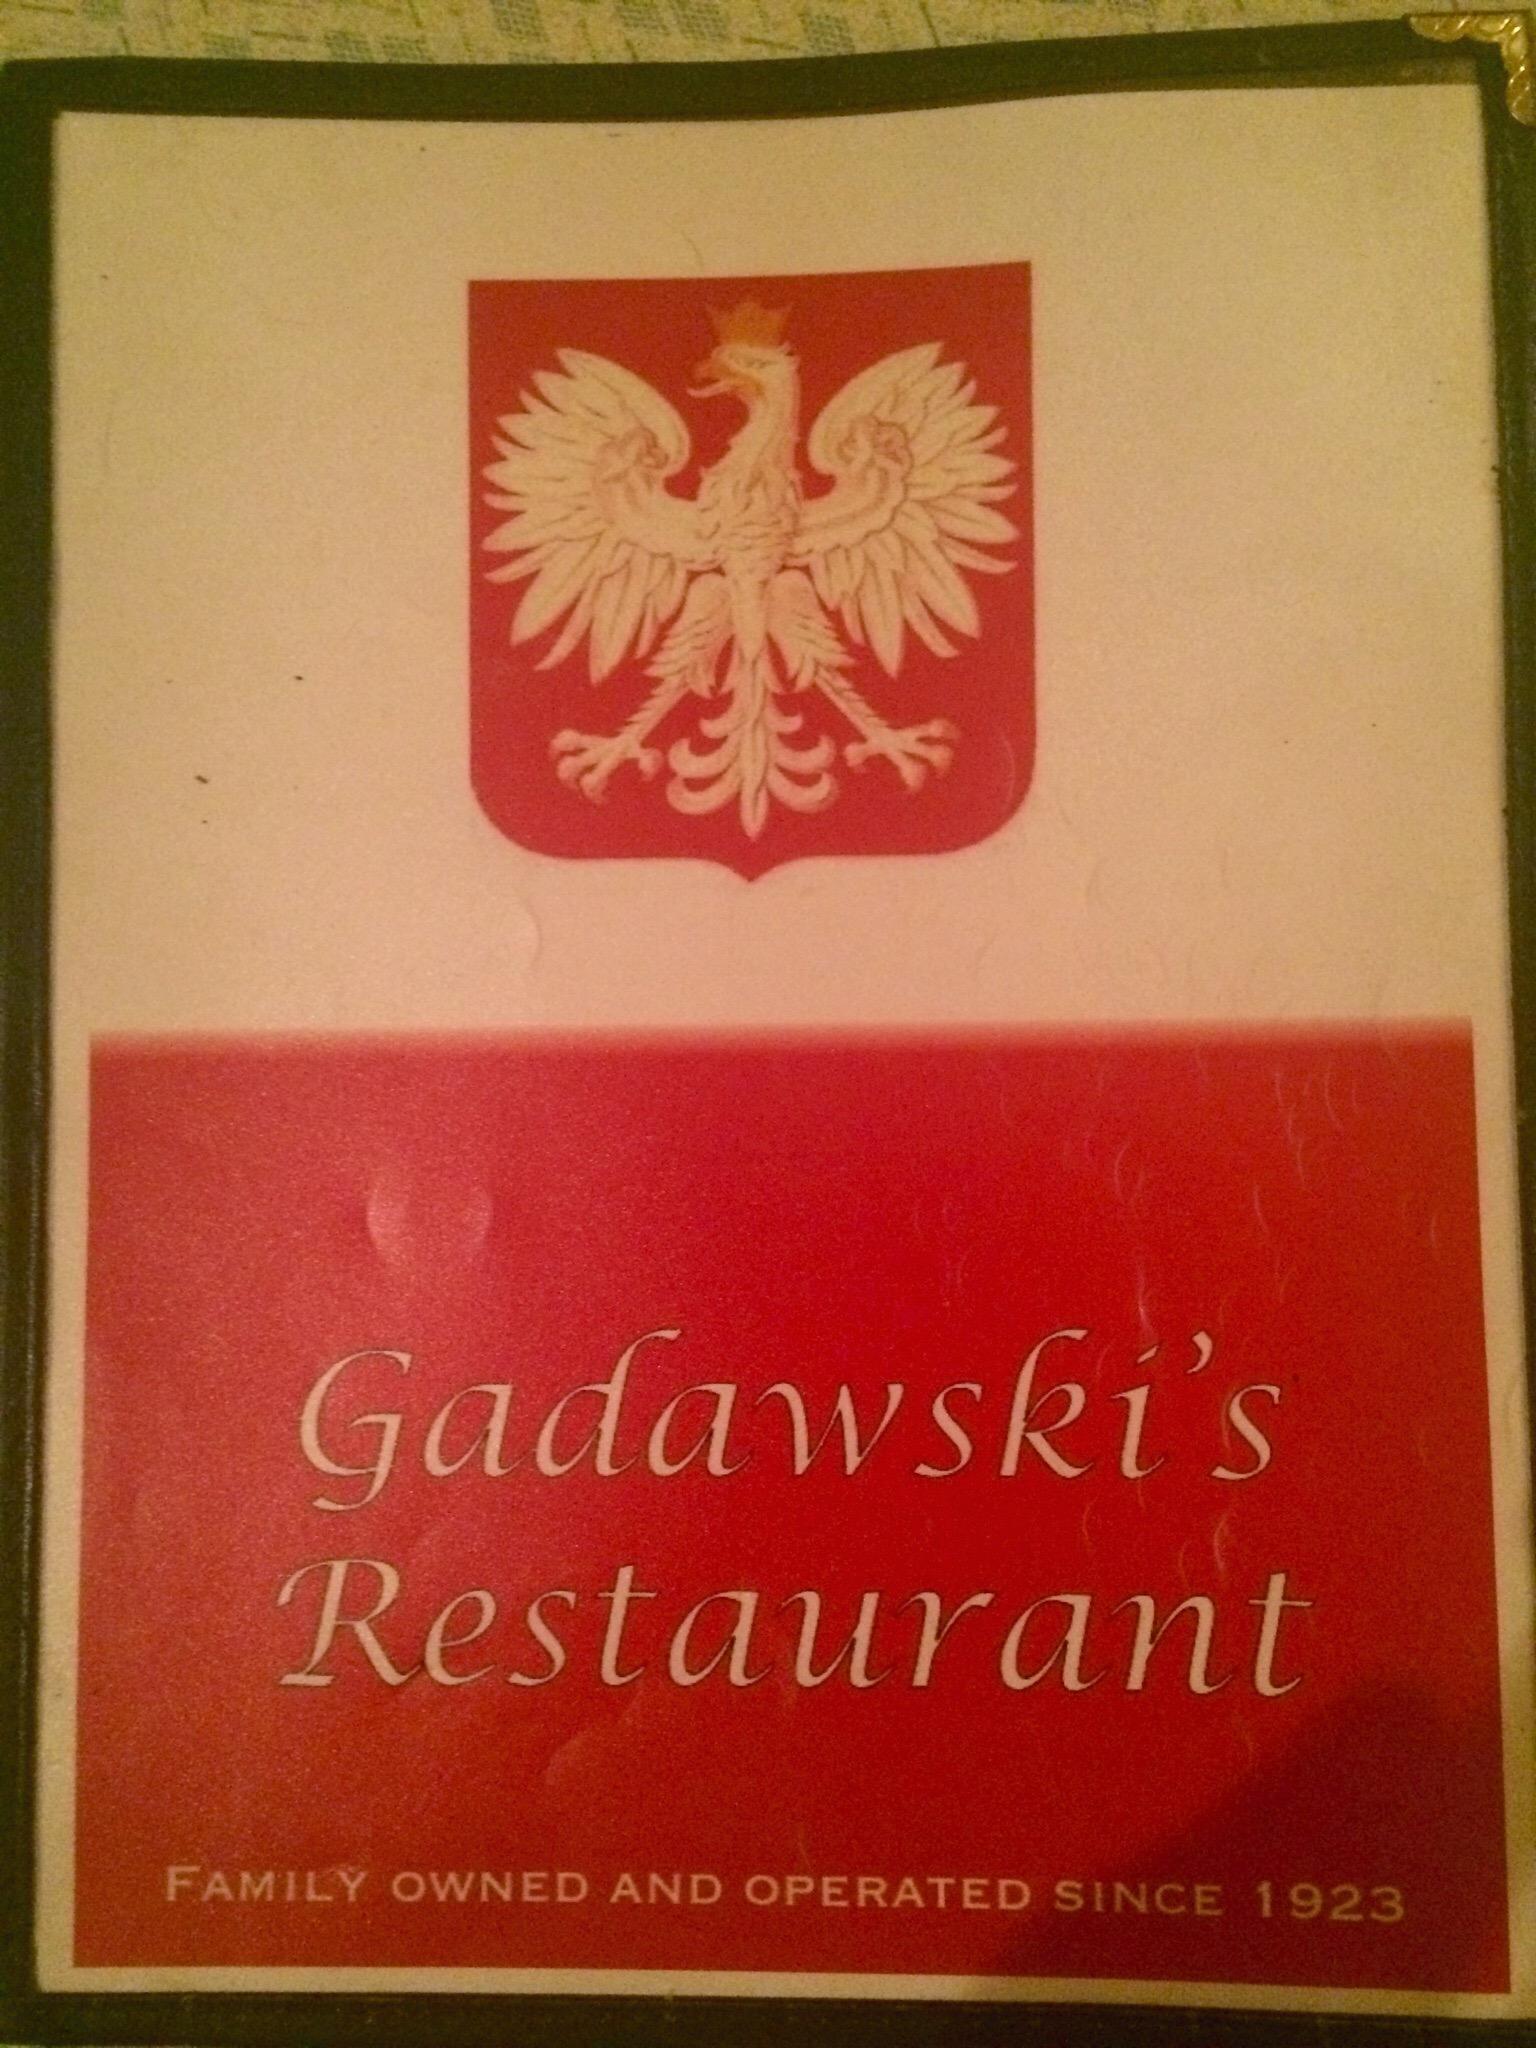 Gadawski's
Restaurant
FAMILY OWNED AND OPERATED SINCE 1923